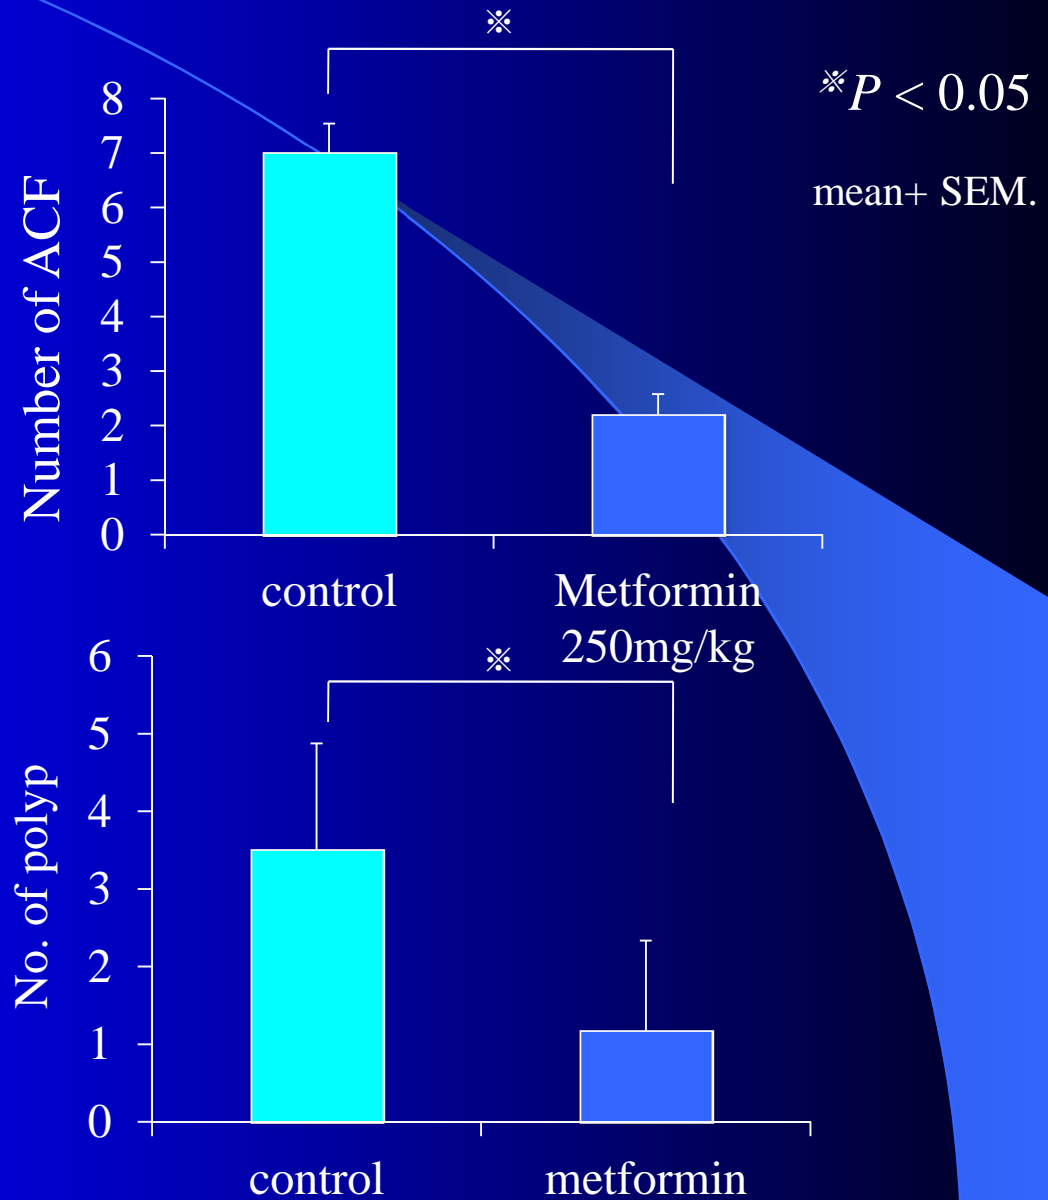 ※
※P < 0.05
mean+ SEM.
Number of ACF
8
7
6
5
4
3
2
1
0
control
Metformin
250mg/kg
※
No. of polyp
6
5
4
3
2
1
0
control
metformin